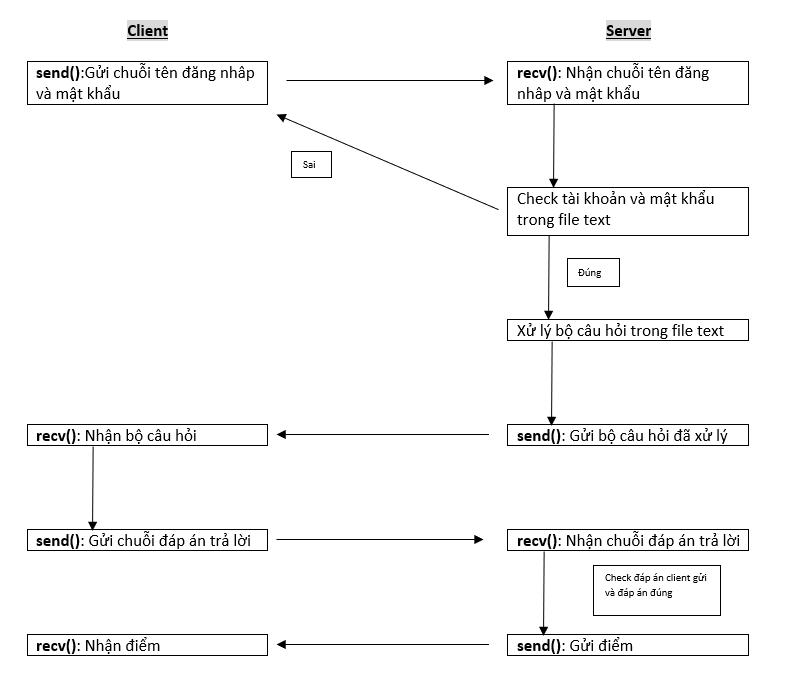 Client
Server
send():Gửi chuỗi tên đăng nhâp
và mật khẩu
recv(): Nhận chuỗi tên đăng
nhâp và mật khẩu
Sai
Check tài khoản và mật khẩu
trong file text
Đúng
Xử lý bộ câu hỏi trong file text
recv(): Nhận bộ câu hỏi
send(): Gửi bộ câu hỏi đã xử lý
send(): Gửi chuỗi đáp án trả lời
recv(): Nhận chuỗi đáp án trả lời
Check đáp án client gửi
và đáp án đúng
recv(): Nhận điểm
send(): Gửi điểm